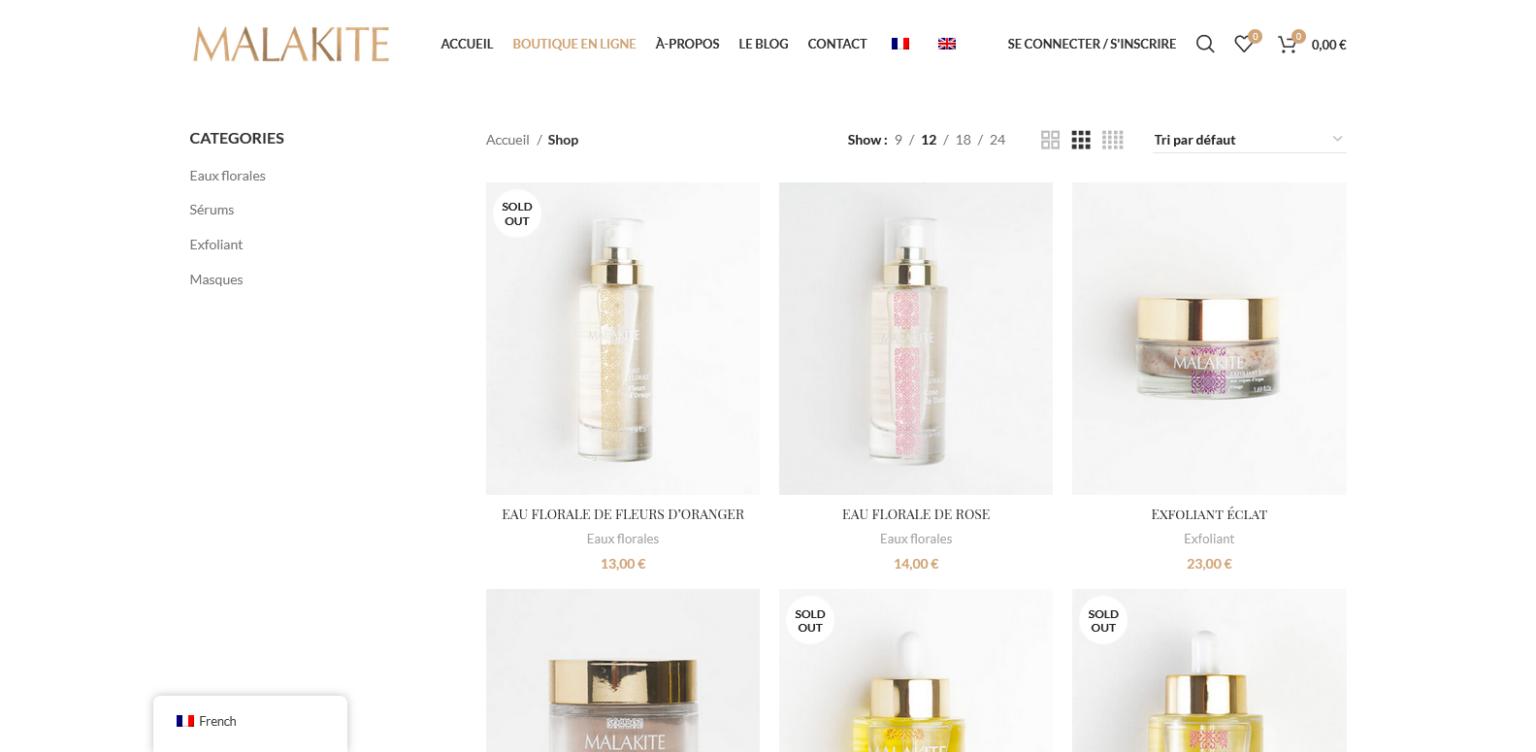 MALAKITE
ACCUEIL
BOUTIQUE EN LIGNE
À-PROPOS
LE BLOG
CONTACT
SE CONNECTER / S'INSCRIRE
0
0
0,00 €
CATEGORIES
Eaux florales
Sérums
Exfoliant
Masques
Accueil / Shop
Show : 9 / 12 / 18 / 24
Tri par défaut
SOLD
OUT
MALAKITE
MALAKITE
MALAKITE
EAU FLORALE DE FLEURS D'ORANGER
Eaux florales
13,00 €
EAU FLORALE DE ROSE
Eaux florales
14,00 €
EXFOLIANT ÉCLAT
Exfoliant
23,00 €
MALAKITE
SOLD
OUT
MALAKITE
SOLD
OUT
French